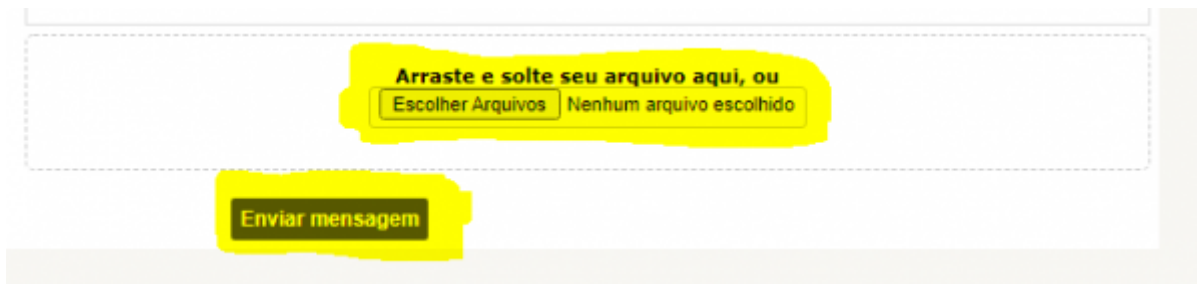 Arraste e solte seu arquivo aqui, ou
Escolher Arquivos Nenhum arquivo escolhido
Enviar mensagem